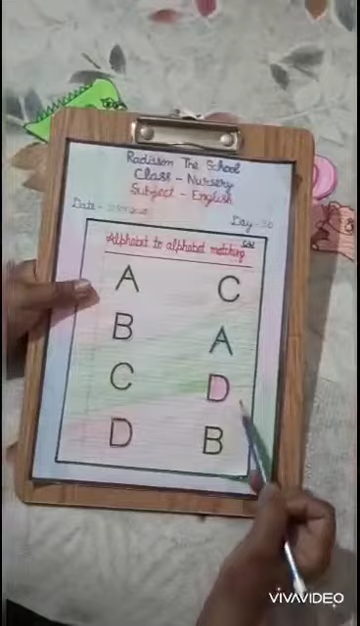 Radisson The School
Class - Nursery
Subject - English
Date -
Day - 30
Alphabet to alphabet matching
A C
B A
C D
D B
VIVAVIDEO